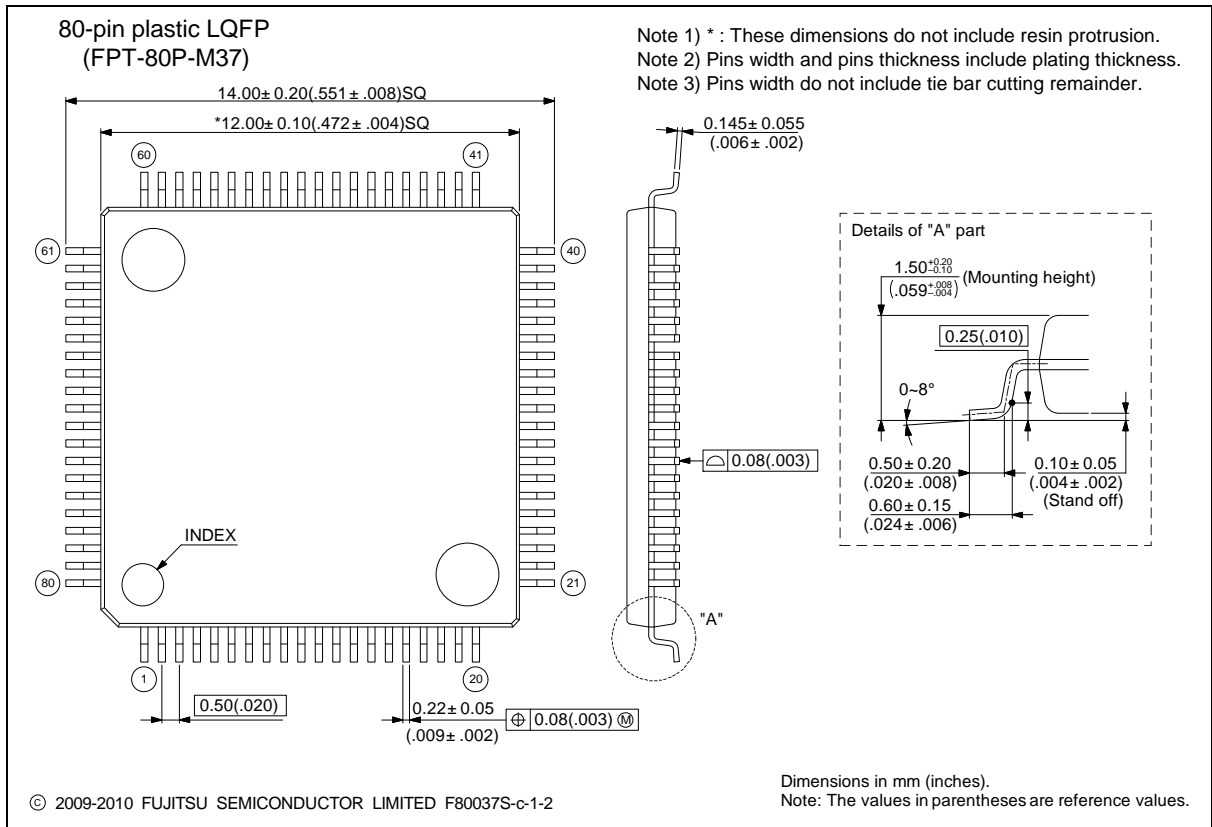 80-pin plastic LQFP
(FPT-80P-M37)
Note 1) * : These dimensions do not include resin protrusion.
Note 2) Pins width and pins thickness include plating thickness.
Note 3) Pins width do not include tie bar cutting remainder.
14.00±0.20(.551±.008)SQ
*12.00±0.10(.472±.004)SQ
60
41
61
40
80
21
1
20
INDEX
0.50(.020)
0.22±0.05
(.009±.002)
⌖ 0.08(.003) Ⓜ
0.145±0.055
(.006±.002)
⌓ 0.08(.003)
"A"
Details of "A" part
1.50 +0.20 -0.10
(.059 +.008 -.004)
(Mounting height)
0.25(.010)
0~8°
0.50±0.20
(.020±.008)
0.60±0.15
(.024±.006)
0.10±0.05
(.004±.002)
(Stand off)
© 2009-2010 FUJITSU SEMICONDUCTOR LIMITED F80037S-c-1-2
Dimensions in mm (inches).
Note: The values in parentheses are reference values.